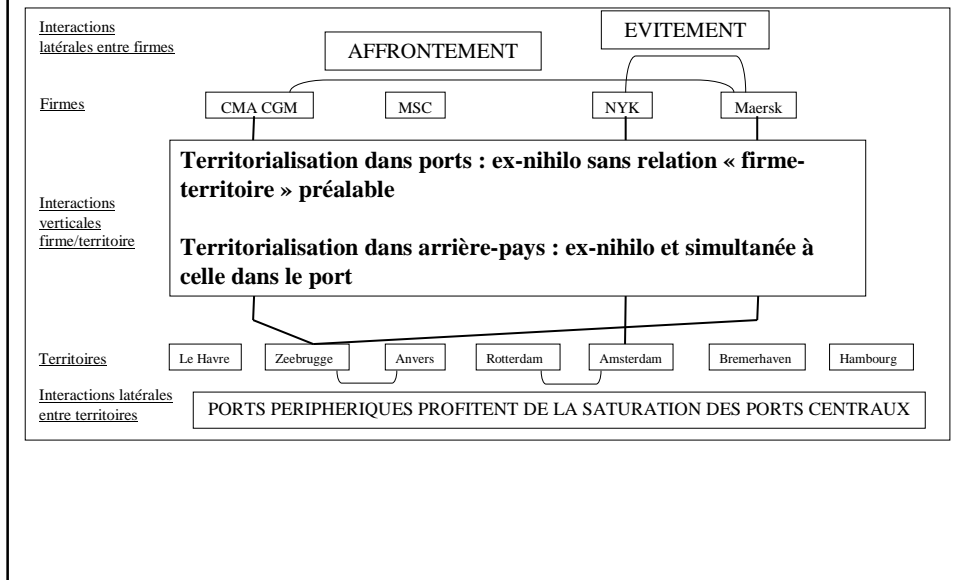 Interactions
latérales entre firmes
AFFRONTEMENT
EVITEMENT
Firmes
CMA CGM
MSC
NYK
Maersk
Interactions
verticales
firme/territoire
Territorialisation dans ports : ex-nihilo sans relation « firme-
territoire » préalable
Territorialisation dans arrière-pays : ex-nihilo et simultanée à
celle dans le port
Territoires
Le Havre
Zeebrugge
Anvers
Rotterdam
Amsterdam
Bremerhaven
Hambourg
Interactions latérales
entre territoires
PORTS PERIPHERIQUES PROFITENT DE LA SATURATION DES PORTS CENTRAUX